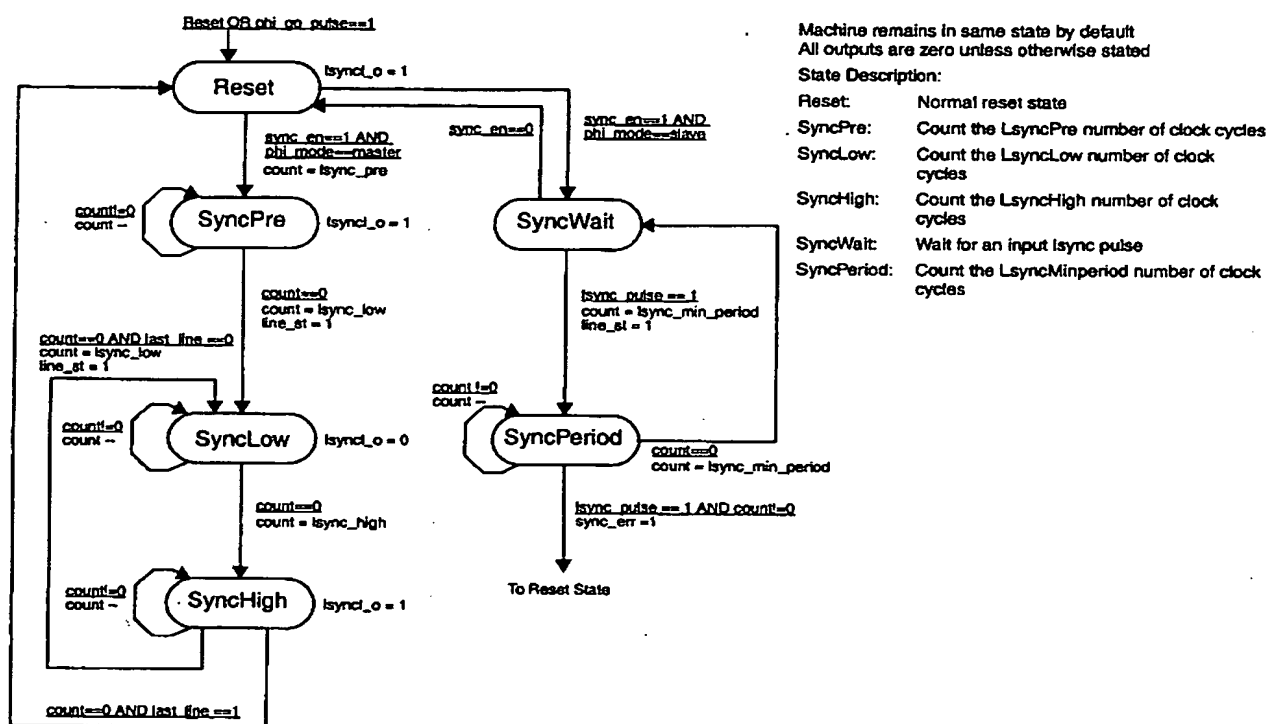 Reset OR phi_go_pulse==1
Reset
lsyncl_o = 1
sync_en==1 AND
phi_mode==master
count = lsync_pre
sync_en==0
sync_en==1 AND
phi_mode==slave
count!=0
count --
SyncPre
lsyncl_o = 1
SyncWait
count==0
count = lsync_low
line_st = 1
lsync_pulse == 1
count = lsync_min_period
line_st = 1
count==0 AND last_line ==0
count = lsync_low
line_st = 1
count!=0
count --
SyncLow
lsyncl_o = 0
count !=0
count --
SyncPeriod
count==0
count = lsync_min_period
count==0
count = lsync_high
lsync_pulse == 1 AND count!=0
sync_err =1
To Reset State
count!=0
count --
SyncHigh
lsyncl_o = 1
count==0 AND last_line ==1
Machine remains in same state by default
All outputs are zero unless otherwise stated
State Description:
Reset: Normal reset state
SyncPre: Count the LsyncPre number of clock cycles
SyncLow: Count the LsyncLow number of clock
cycles
SyncHigh: Count the LsyncHigh number of clock
cycles
SyncWait: Wait for an input lsync pulse
SyncPeriod: Count the LsyncMinperiod number of clock
cycles